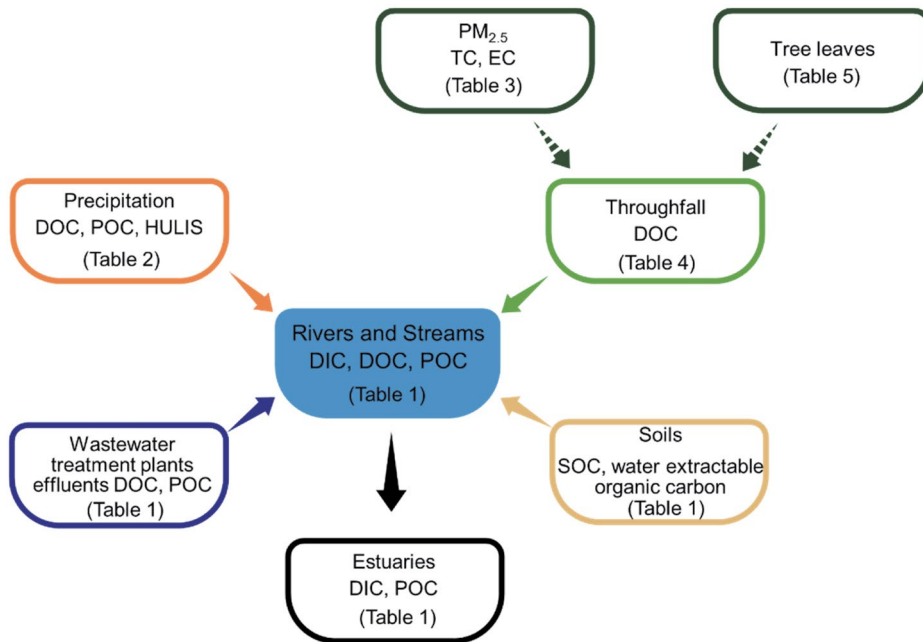 PM2.5
TC, EC
(Table 3)
Tree leaves
(Table 5)
Precipitation
DOC, POC, HULIS
(Table 2)
Throughfall
DOC
(Table 4)
Rivers and Streams
DIC, DOC, POC
(Table 1)
Wastewater
treatment plants
effluents DOC, POC
(Table 1)
Soils
SOC, water extractable
organic carbon
(Table 1)
Estuaries
DIC, POC
(Table 1)